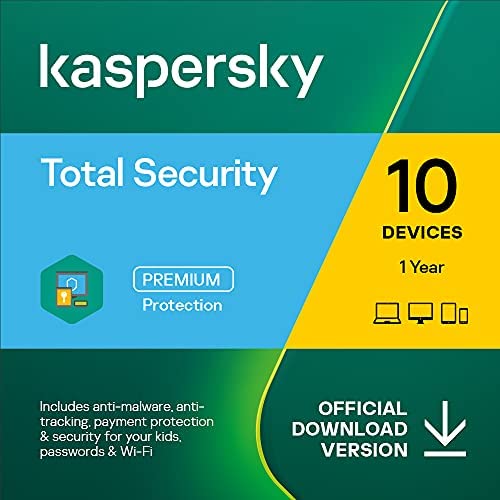 kaspersky
Total Security
PREMIUM
Protection
10
DEVICES
1 Year
Includes anti-malware, anti-
tracking, payment protection
& security for your kids,
passwords & Wi-Fi
OFFICIAL
DOWNLOAD
VERSION